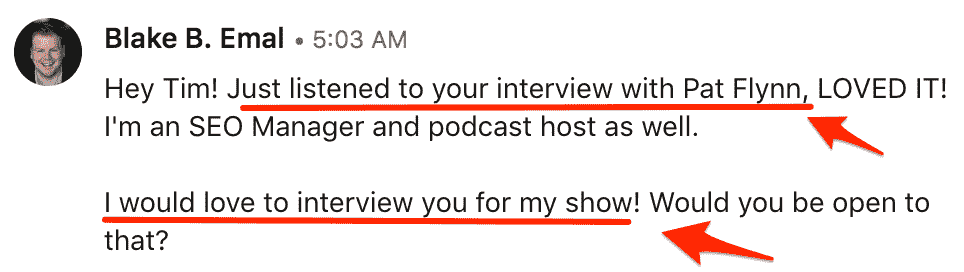 Blake B. Emal • 5:03 AM
Hey Tim! Just listened to your interview with Pat Flynn, LOVED IT!
I'm an SEO Manager and podcast host as well.
I would love to interview you for my show! Would you be open to
that?